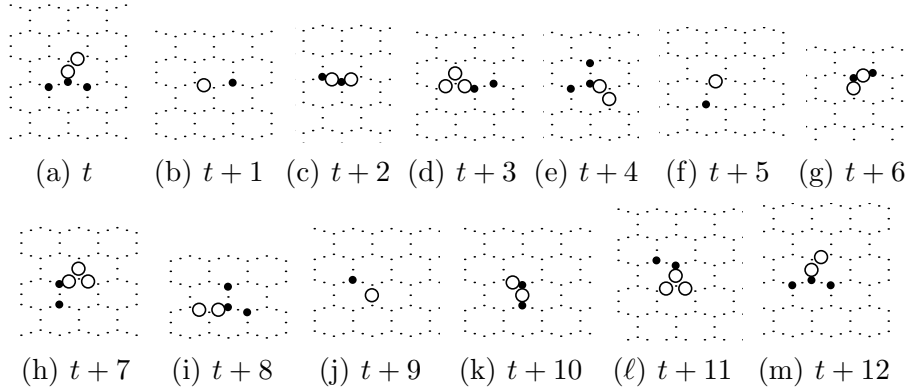 (a) t (b) t + 1 (c) t + 2 (d) t + 3 (e) t + 4 (f) t + 5 (g) t + 6
(h) t + 7 (i) t + 8 (j) t + 9 (k) t + 10 (ℓ) t + 11 (m) t + 12